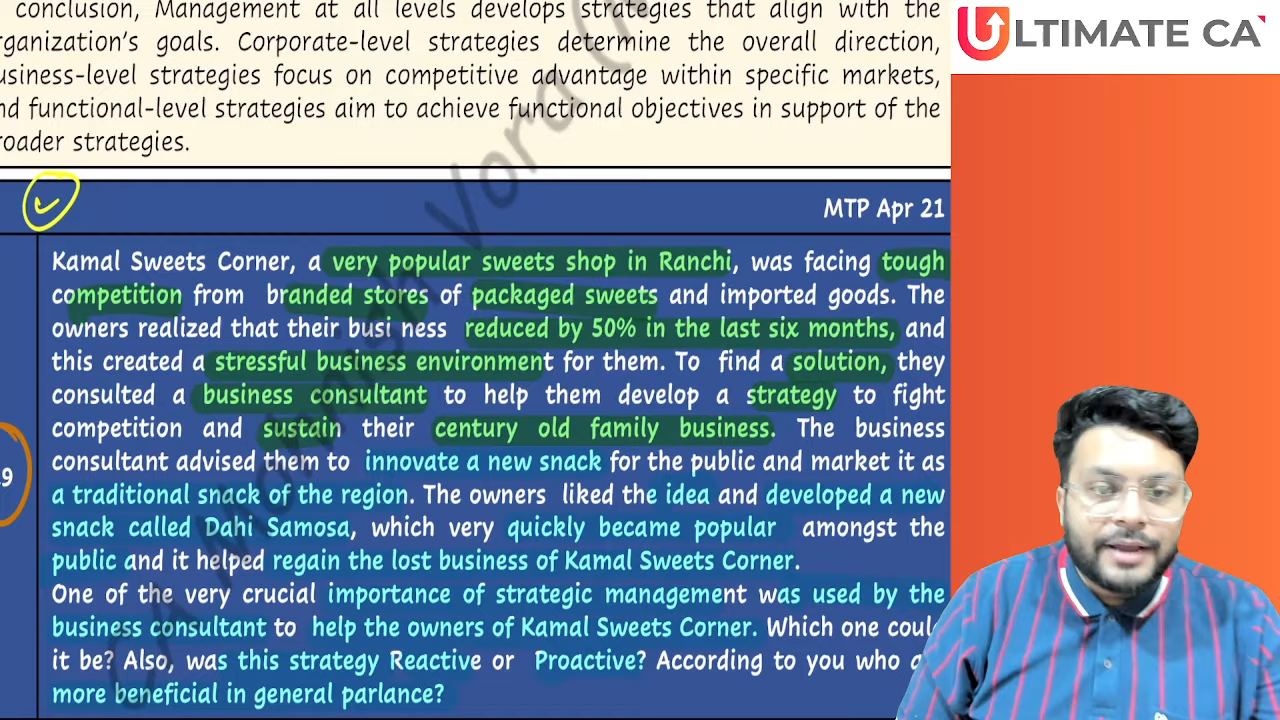 conclusion, Management at all levels develops strategies that align with the
rganization's goals. Corporate-level strategies determine the overall direction,
usiness-level strategies focus on competitive advantage within specific markets,
nd functional-level strategies aim to achieve functional objectives in support of the
roader strategies.
ULTIMATE CA
MTP Apr 21
9
Kamal Sweets Corner, a very popular sweets shop in Ranchi, was facing tough
competition from branded stores of packaged sweets and imported goods. The
owners realized that their busi ness reduced by 50% in the last six months, and
this created a stressful business environment for them. To find a solution, they
consulted a business consultant to help them develop a strategy to fight
competition and sustain their century old family business. The business
consultant advised them to innovate a new snack for the public and market it as
a traditional snack of the region. The owners liked the idea and developed a new
snack called Dahi Samosa, which very quickly became popular amongst the
public and it helped regain the lost business of Kamal Sweets Corner.
One of the very crucial importance of strategic management was used by the
business consultant to help the owners of Kamal Sweets Corner. Which one coul
it be? Also, was this strategy Reactive or Proactive? According to you who a
more beneficial in general parlance?